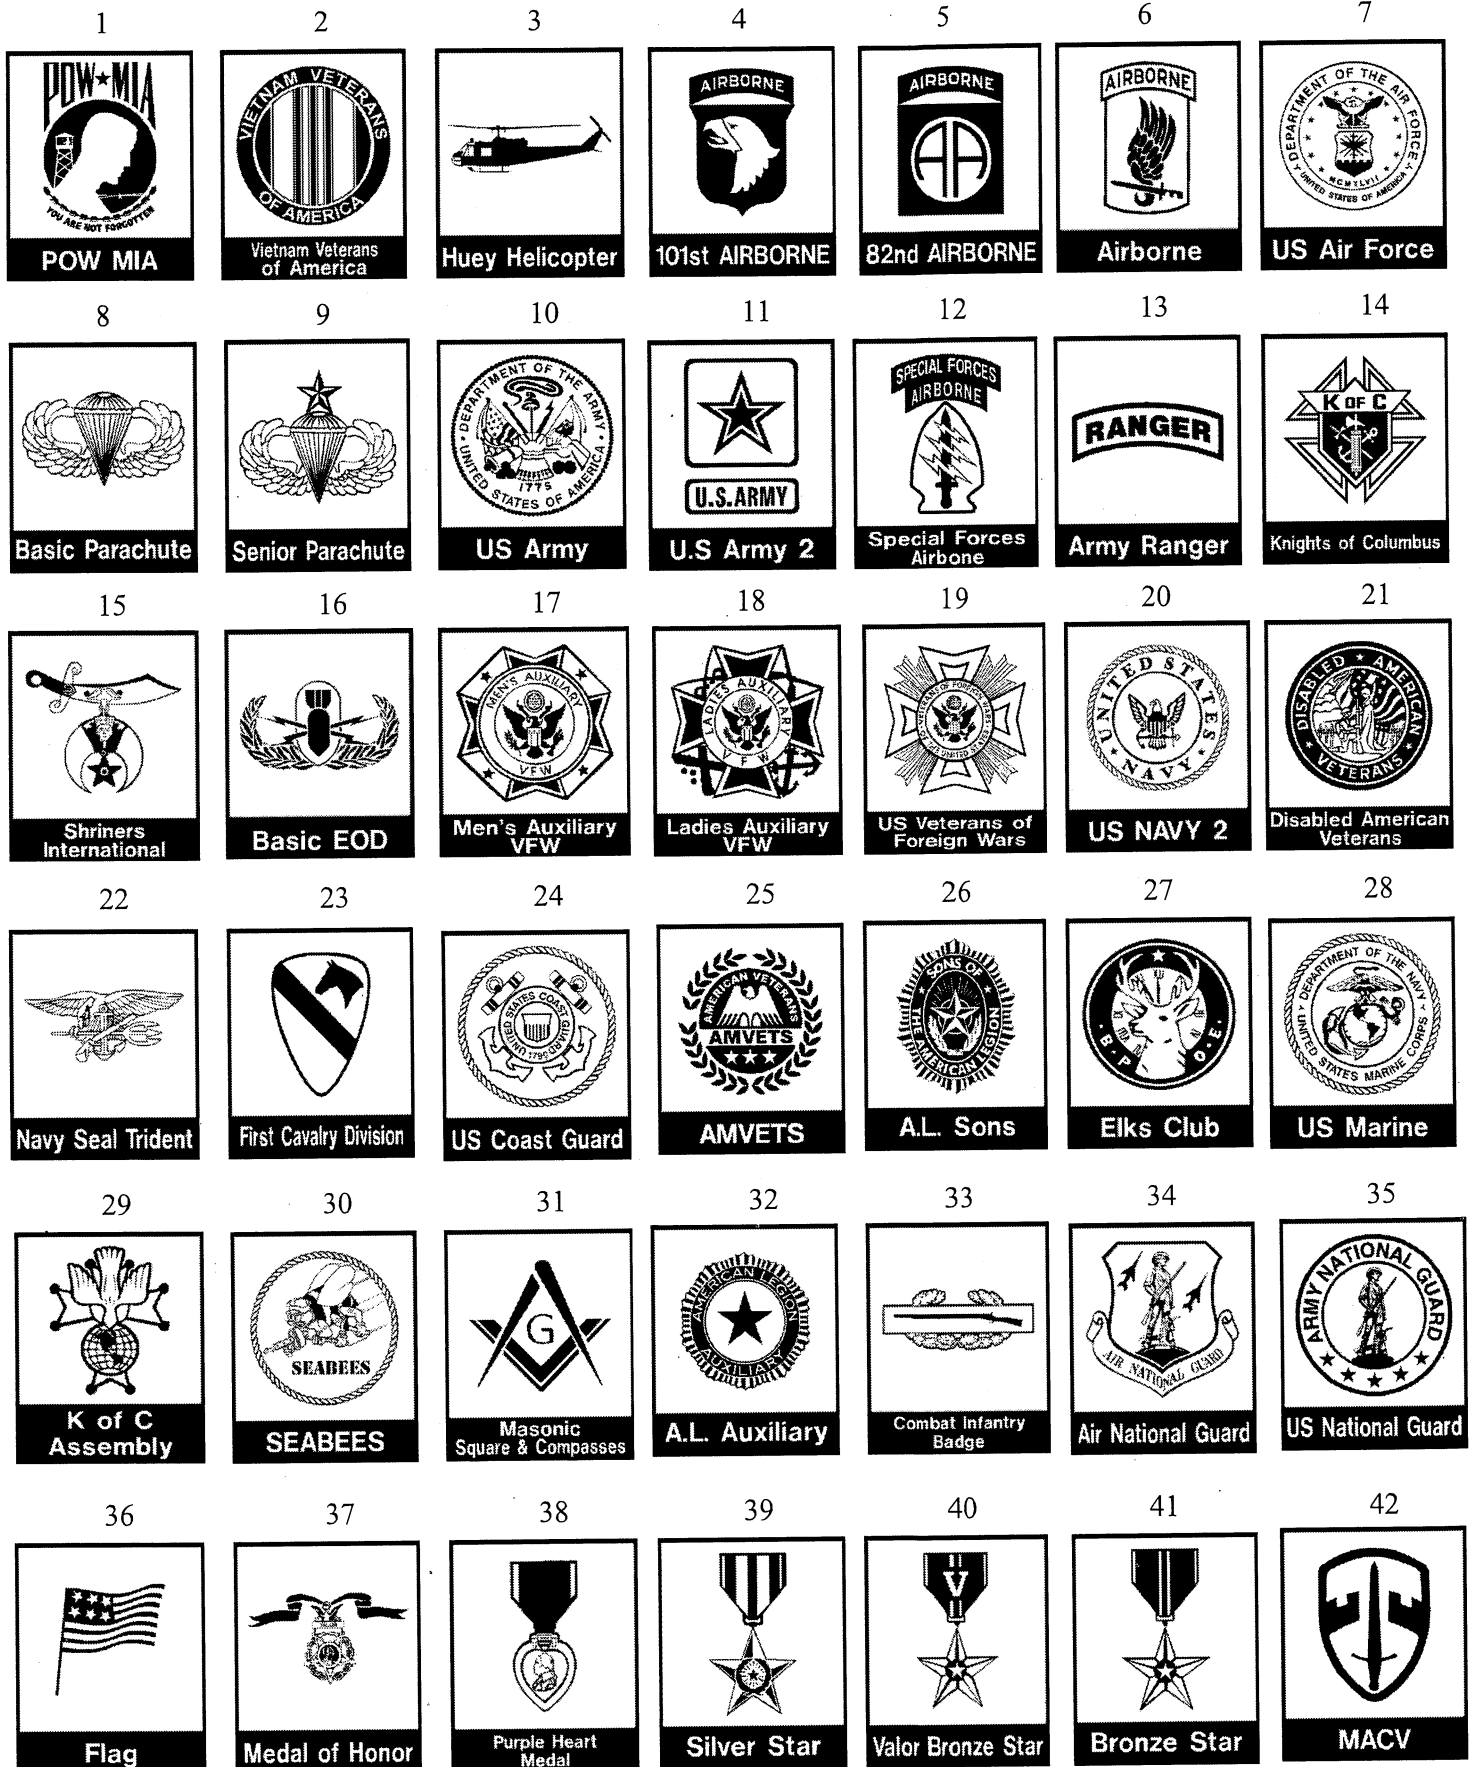 1 2 3 4 5 6 7
POW★MIA
YOU ARE NOT FORGOTTEN
POW MIA
VIETNAM VETERANS
OF AMERICA
Vietnam Veterans
of America
Huey Helicopter
AIRBORNE
101st AIRBORNE
AIRBORNE
82nd AIRBORNE
AIRBORNE
Airborne
DEPARTMENT OF THE AIR FORCE
MCMXLVII
UNITED STATES OF AMERICA
US Air Force
8 9 10 11 12 13 14
Basic Parachute
Senior Parachute
DEPARTMENT OF THE ARMY
1775
UNITED STATES OF AMERICA
US Army
U.S.ARMY
U.S Army 2
SPECIAL FORCES
AIRBORNE
Special Forces
Airbone
RANGER
Army Ranger
K OF C
Knights of Columbus
15 16 17 18 19 20 21
Shriners
International
Basic EOD
MEN'S AUXILIARY
VFW
Men's Auxiliary
VFW
LADIES AUXILIARY
VFW
Ladies Auxiliary
VFW
VETERANS OF FOREIGN WARS
OF THE UNITED STATES
US Veterans of
Foreign Wars
UNITED STATES
NAVY
US NAVY 2
DISABLED ★ AMERICAN
VETERANS
Disabled American
Veterans
22 23 24 25 26 27 28
Navy Seal Trident
First Cavalry Division
UNITED STATES COAST GUARD
1790
US Coast Guard
AMERICAN VETERANS
AMVETS
AMVETS
SONS OF
THE AMERICAN LEGION
A.L. Sons
B.P.O.E.
Elks Club
DEPARTMENT OF THE NAVY
UNITED STATES MARINE CORPS
US Marine
29 30 31 32 33 34 35
K of C
Assembly
SEABEES
SEABEES
G
Masonic
Square & Compasses
AMERICAN LEGION
AUXILIARY
A.L. Auxiliary
Combat Infantry
Badge
AIR NATIONAL GUARD
Air National Guard
ARMY NATIONAL GUARD
US National Guard
36 37 38 39 40 41 42
Flag
Medal of Honor
Purple Heart
Medal
Silver Star
V
Valor Bronze Star
Bronze Star
MACV